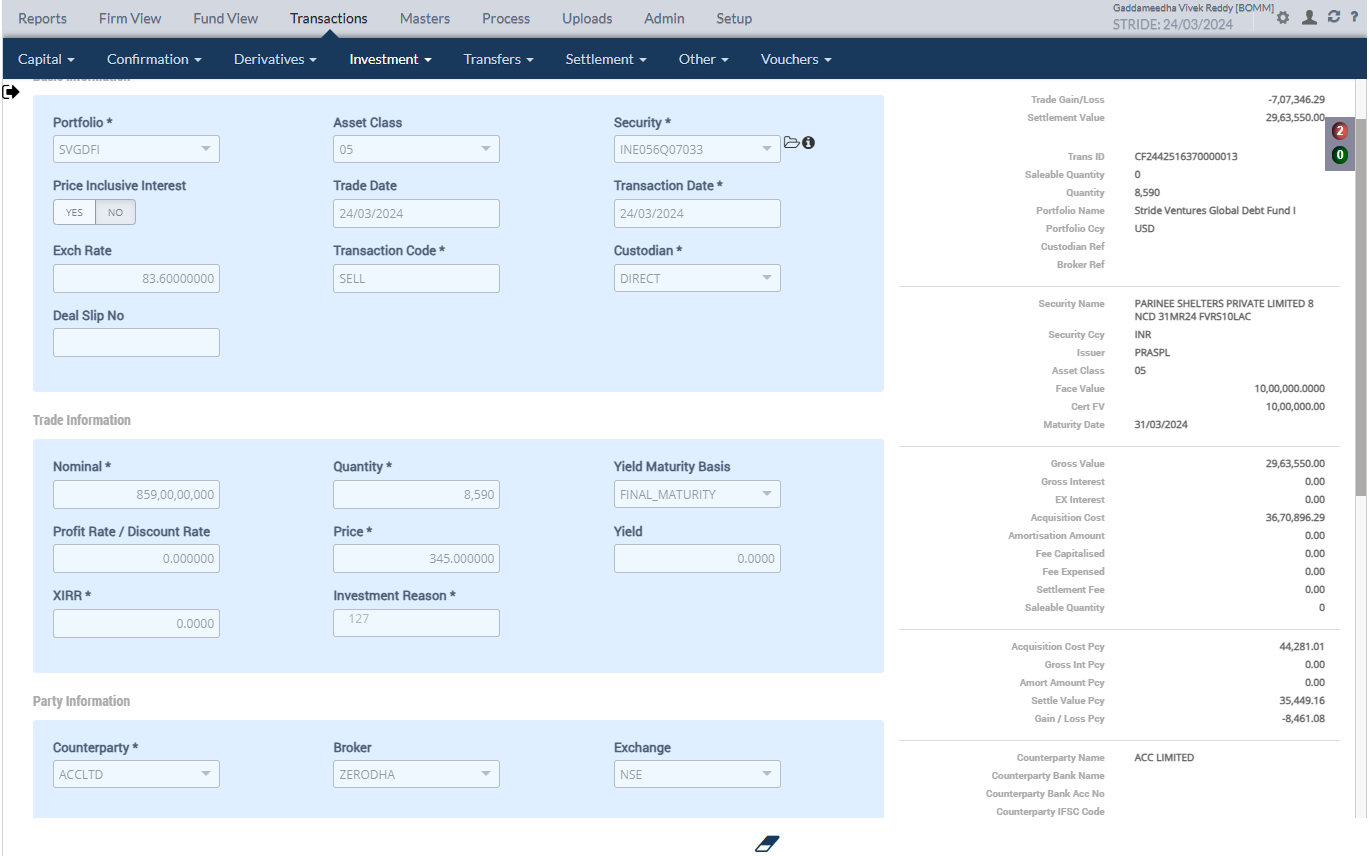 Reports Firm View Fund View Transactions Masters Process Uploads Admin Setup
Gaddameedha Vivek Reddy [BOMM]
STRIDE: 24/03/2024
?
Capital Confirmation Derivatives Investment Transfers Settlement Other Vouchers
Basic Information
Portfolio * Asset Class Security *
SVGDFI 05 INE056Q07033
Price Inclusive Interest Trade Date Transaction Date *
YES NO 24/03/2024 24/03/2024
Exch Rate Transaction Code * Custodian *
83.60000000 SELL DIRECT
Deal Slip No
Trade Information
Nominal * Quantity * Yield Maturity Basis
859,00,00,000 8,590 FINAL_MATURITY
Profit Rate / Discount Rate Price * Yield
0.000000 345.000000 0.0000
XIRR * Investment Reason *
0.0000 127
Party Information
Counterparty * Broker Exchange
ACCLTD ZERODHA NSE
Trade Gain/Loss -7,07,346.29
Settlement Value 29,63,550.00
2
0
Trans ID CF2442516370000013
Saleable Quantity 0
Quantity 8,590
Portfolio Name Stride Ventures Global Debt Fund I
Portfolio Ccy USD
Custodian Ref
Broker Ref
Security Name PARINEE SHELTERS PRIVATE LIMITED 8
NCD 31MR24 FVRS10LAC
Security Ccy INR
Issuer PRASPL
Asset Class 05
Face Value 10,00,000.0000
Cert FV 10,00,000.00
Maturity Date 31/03/2024
Gross Value 29,63,550.00
Gross Interest 0.00
EX Interest 0.00
Acquisition Cost 36,70,896.29
Amortisation Amount 0.00
Fee Capitalised 0.00
Fee Expensed 0.00
Settlement Fee 0.00
Saleable Quantity 0
Acquisition Cost Pcy 44,281.01
Gross Int Pcy 0.00
Amort Amount Pcy 0.00
Settle Value Pcy 35,449.16
Gain / Loss Pcy -8,461.08
Counterparty Name ACC LIMITED
Counterparty Bank Name
Counterparty Bank Acc No
Counterparty IFSC Code